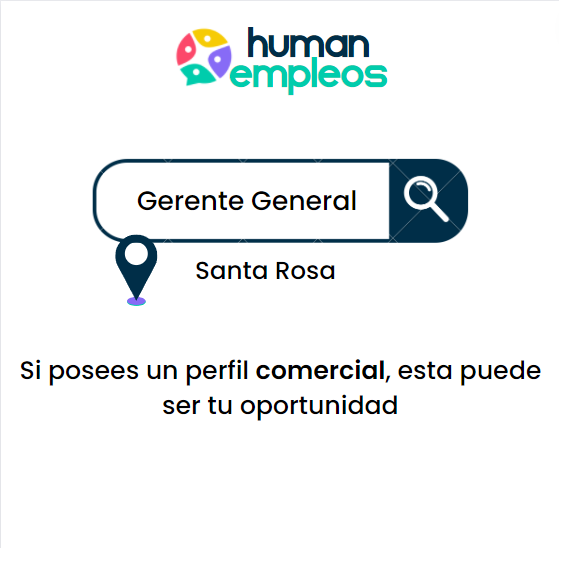 human
empleos
Gerente General
Santa Rosa
Si posees un perfil comercial, esta puede
ser tu oportunidad